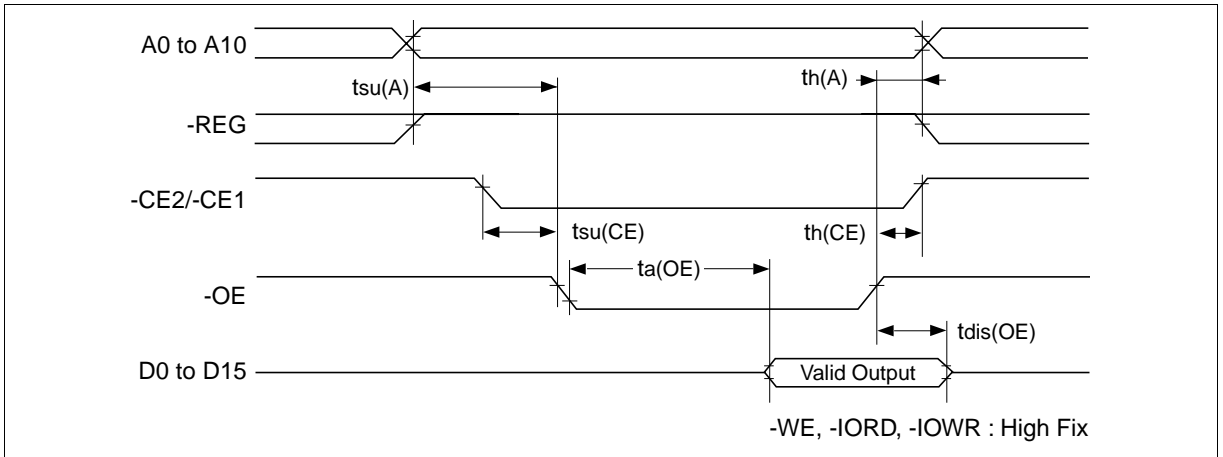 A0 to A10
tsu(A)
th(A)
-REG
-CE2/-CE1
tsu(CE)
th(CE)
ta(OE)
-OE
tdis(OE)
D0 to D15
Valid Output
-WE, -IORD, -IOWR : High Fix